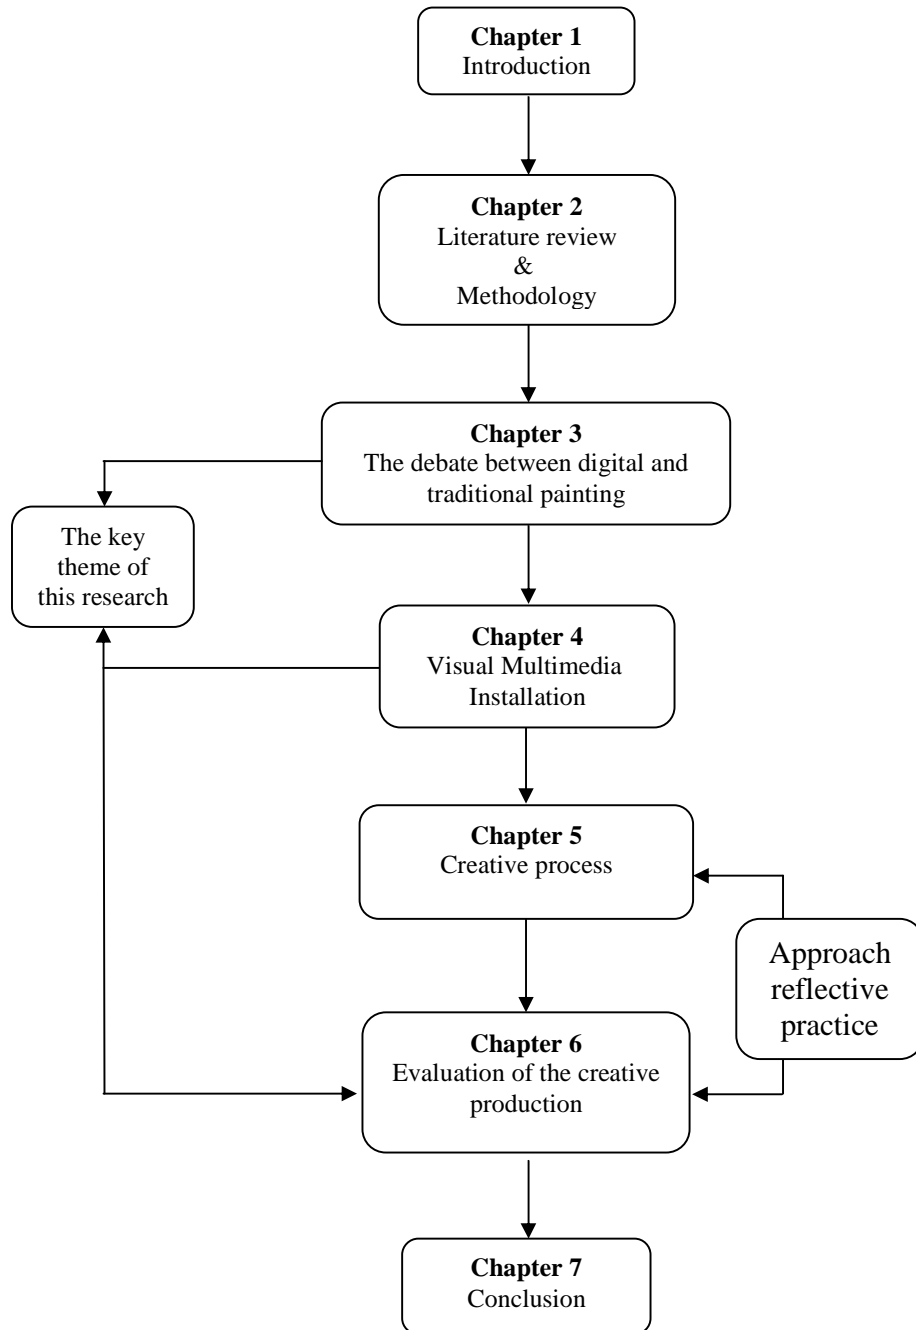 Chapter 1
Introduction
Chapter 2
Literature review
&
Methodology
Chapter 3
The debate between digital and
traditional painting
The key
theme of
this research
Chapter 4
Visual Multimedia
Installation
Chapter 5
Creative process
Approach
reflective
practice
Chapter 6
Evaluation of the creative
production
Chapter 7
Conclusion